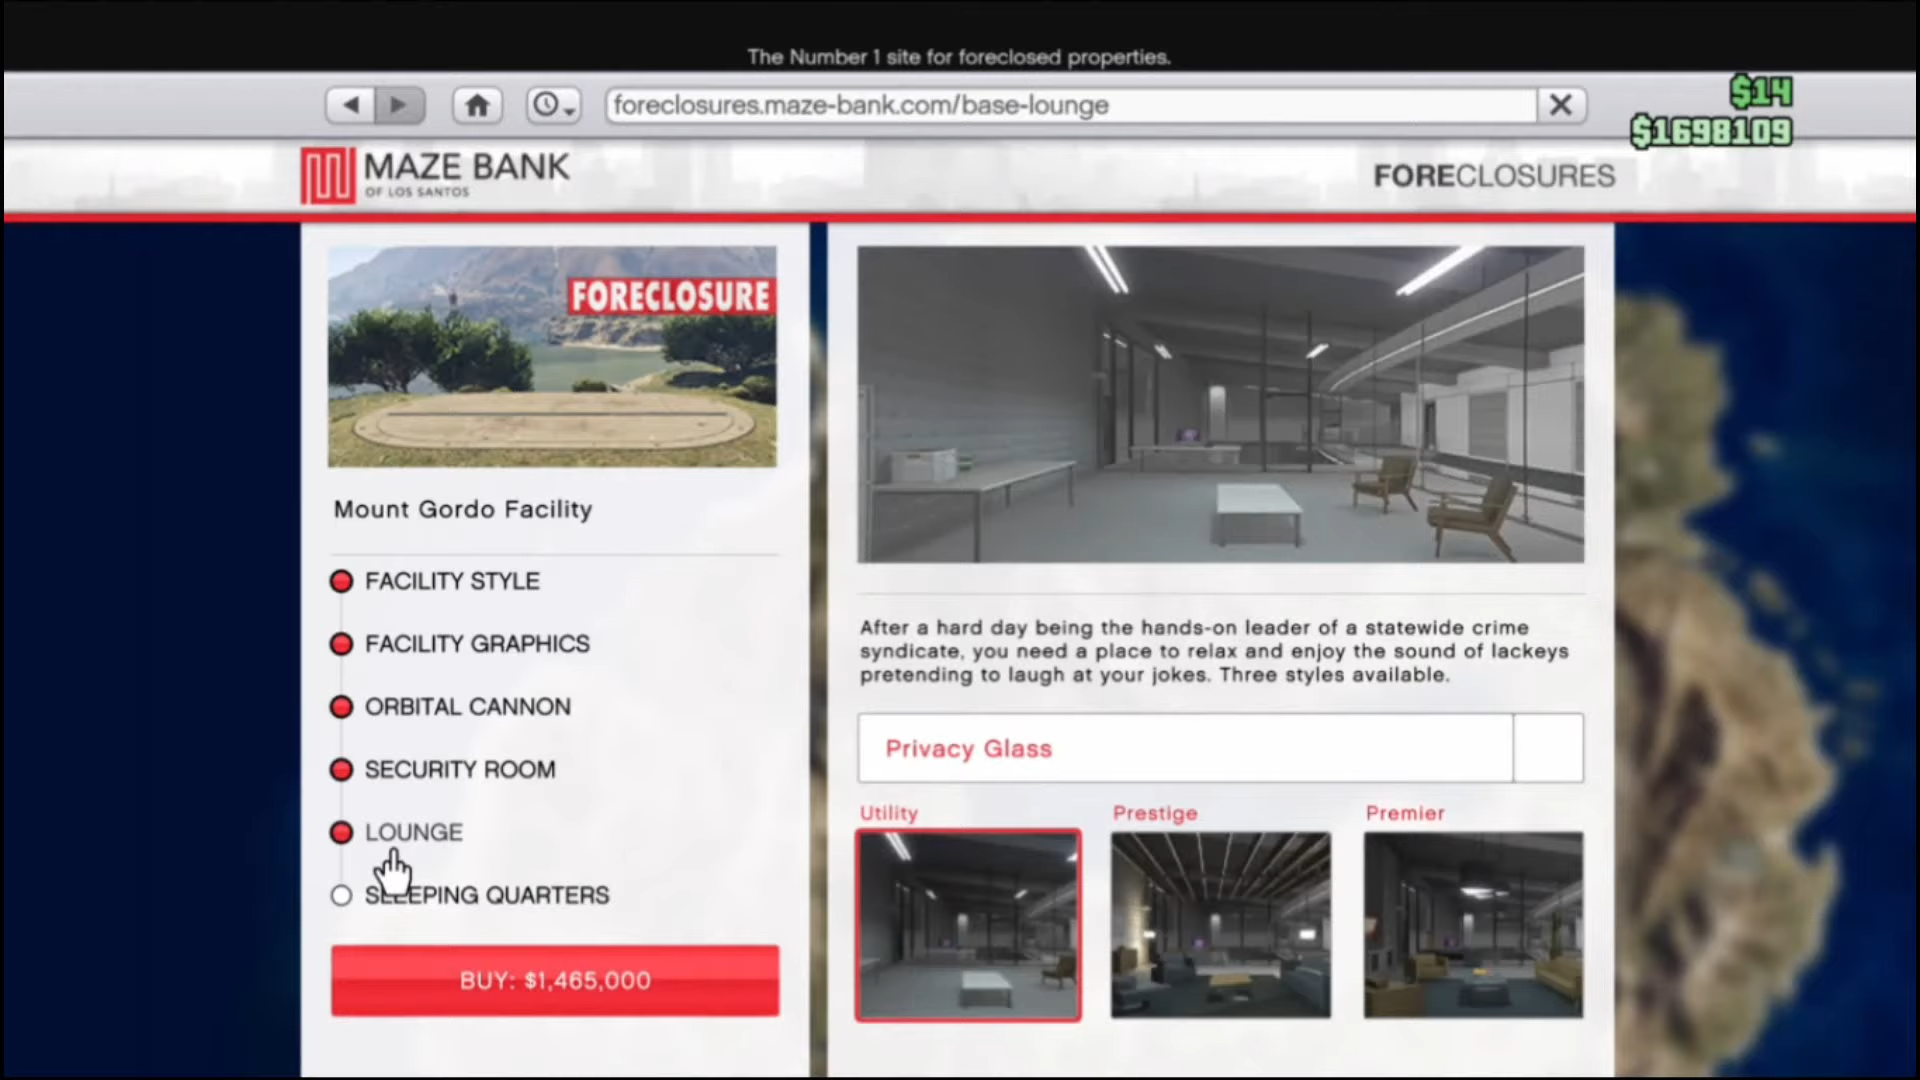 The Number 1 site for foreclosed properties.
foreclosures.maze-bank.com/base-lounge
$14
$1698109
MAZE BANK
OF LOS SANTOS
FORECLOSURES
FORECLOSURE
Mount Gordo Facility
FACILITY STYLE
FACILITY GRAPHICS
ORBITAL CANNON
SECURITY ROOM
LOUNGE
SLEEPING QUARTERS
BUY: $1,465,000
After a hard day being the hands-on leader of a statewide crime
syndicate, you need a place to relax and enjoy the sound of lackeys
pretending to laugh at your jokes. Three styles available.
Privacy Glass
Utility
Prestige
Premier